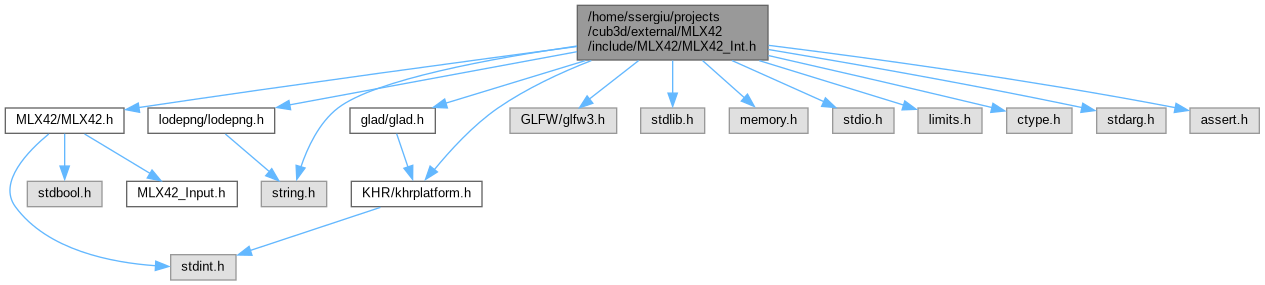 /home/ssergiu/projects
/cub3d/external/MLX42
/include/MLX42/MLX42_Int.h
MLX42/MLX42.h
lodepng/lodepng.h
glad/glad.h
GLFW/glfw3.h
stdlib.h
memory.h
stdio.h
limits.h
ctype.h
stdarg.h
assert.h
stdbool.h
MLX42_Input.h
string.h
KHR/khrplatform.h
stdint.h